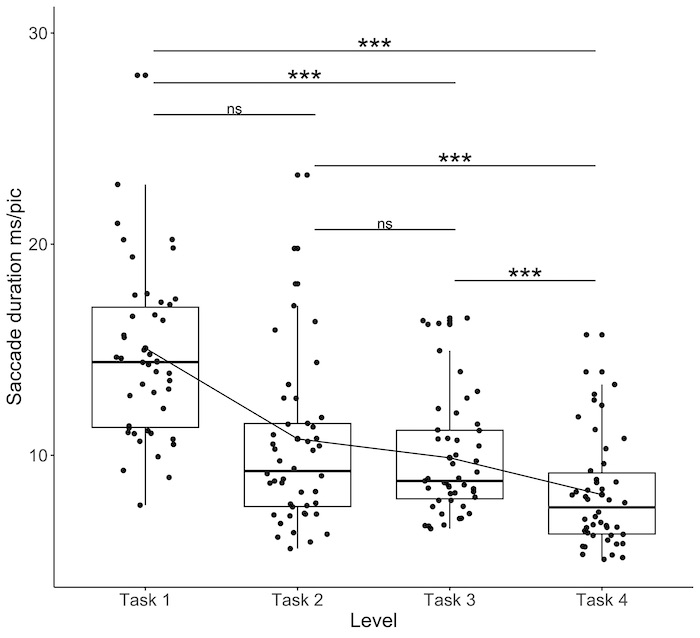 30
***
***
ns
***
20
ns
***
10
Saccade duration ms/pic
Task 1 Task 2 Task 3 Task 4
Level